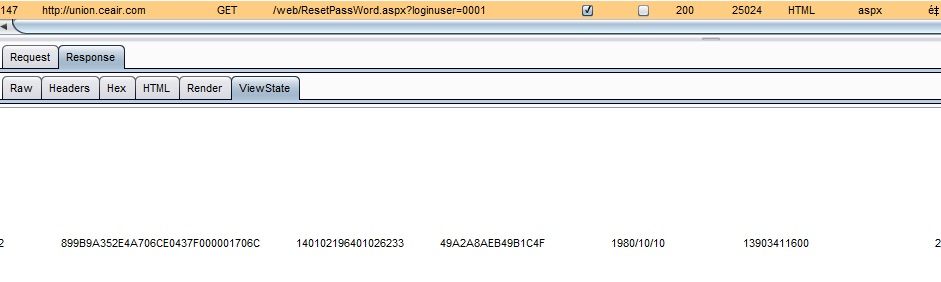 147 http://union.ceair.com GET /web/ResetPassWord.aspx?loginuser=0001 200 25024 HTML aspx é‡
Request Response
Raw Headers Hex HTML Render ViewState
2 899B9A352E4A706CE0437F000001706C 140102196401026233 49A2A8AEB49B1C4F 1980/10/10 13903411600 2